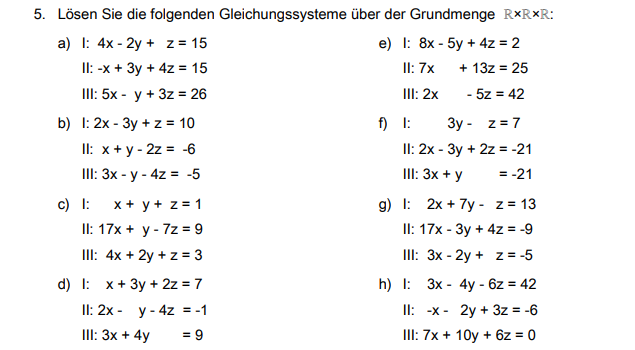 5. Lösen Sie die folgenden Gleichungssysteme über der Grundmenge ℝ×ℝ×ℝ:
a) I: 4x - 2y + z = 15
II: -x + 3y + 4z = 15
III: 5x - y + 3z = 26
b) I: 2x - 3y + z = 10
II: x + y - 2z = -6
III: 3x - y - 4z = -5
c) I: x + y + z = 1
II: 17x + y - 7z = 9
III: 4x + 2y + z = 3
d) I: x + 3y + 2z = 7
II: 2x - y - 4z = -1
III: 3x + 4y = 9
e) I: 8x - 5y + 4z = 2
II: 7x + 13z = 25
III: 2x - 5z = 42
f) I: 3y - z = 7
II: 2x - 3y + 2z = -21
III: 3x + y = -21
g) I: 2x + 7y - z = 13
II: 17x - 3y + 4z = -9
III: 3x - 2y + z = -5
h) I: 3x - 4y - 6z = 42
II: -x - 2y + 3z = -6
III: 7x + 10y + 6z = 0